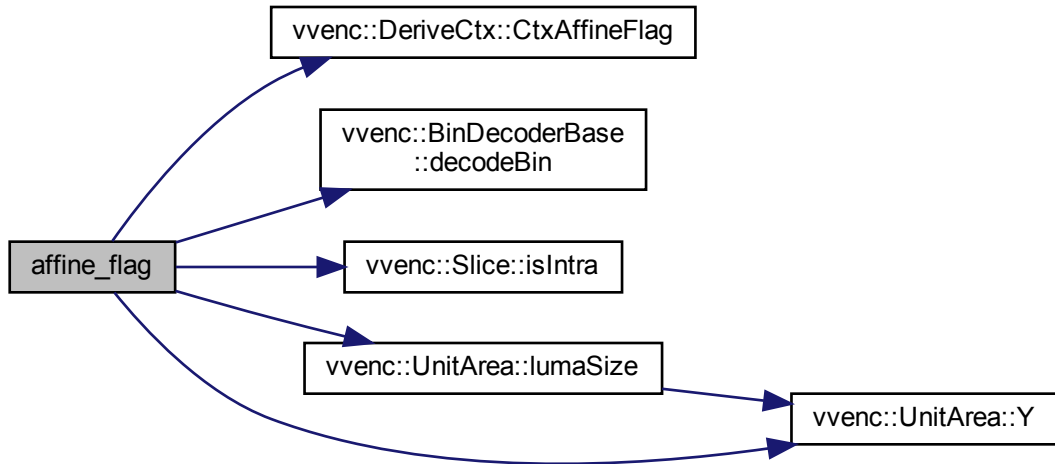 vvenc::DeriveCtx::CtxAffineFlag
vvenc::BinDecoderBase
::decodeBin
affine_flag
vvenc::Slice::isIntra
vvenc::UnitArea::lumaSize
vvenc::UnitArea::Y